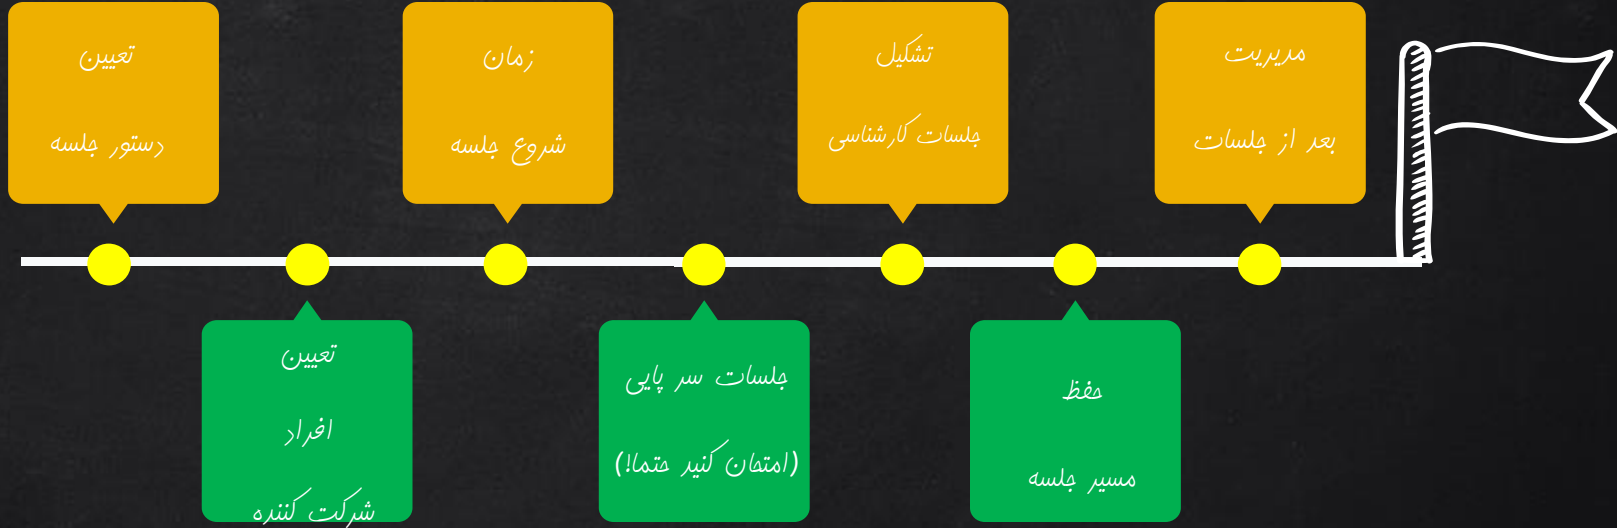 تعیین
دستور جلسه
تعیین
افراد
شرکت کننده
زمان
شروع جلسه
جلسات سر پایی
(امتحان کنید حتما!)
تشکیل
جلسات کارشناسی
حفظ
مسیر جلسه
مدیریت
بعد از جلسات